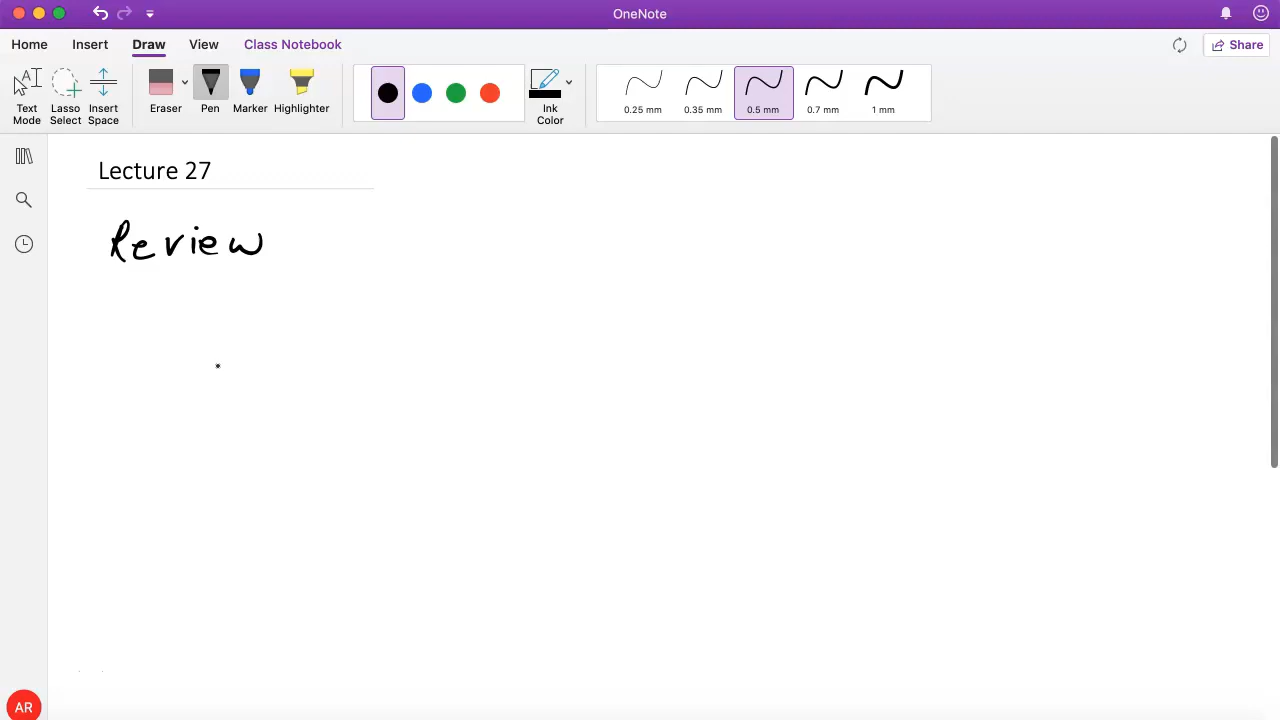 OneNote
Home Insert Draw View Class Notebook Share
Text Mode Lasso Select Insert Space Eraser Pen Marker Highlighter Ink Color 0.25 mm 0.35 mm 0.5 mm 0.7 mm 1 mm
Lecture 27
Review
AR